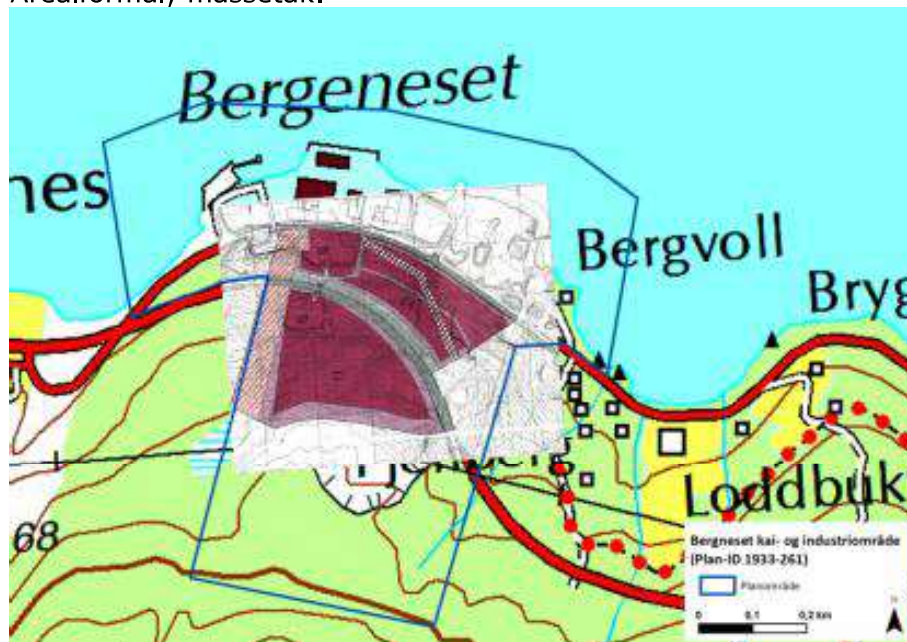 Arealformål, massetak.
Bergeneset
nes
Bergvoll
Bryg
Loddbuk
68
Bergneset kai- og industriområde
(Plan-ID 1933-261)
Planområde
N
0 0,1 0,2 km